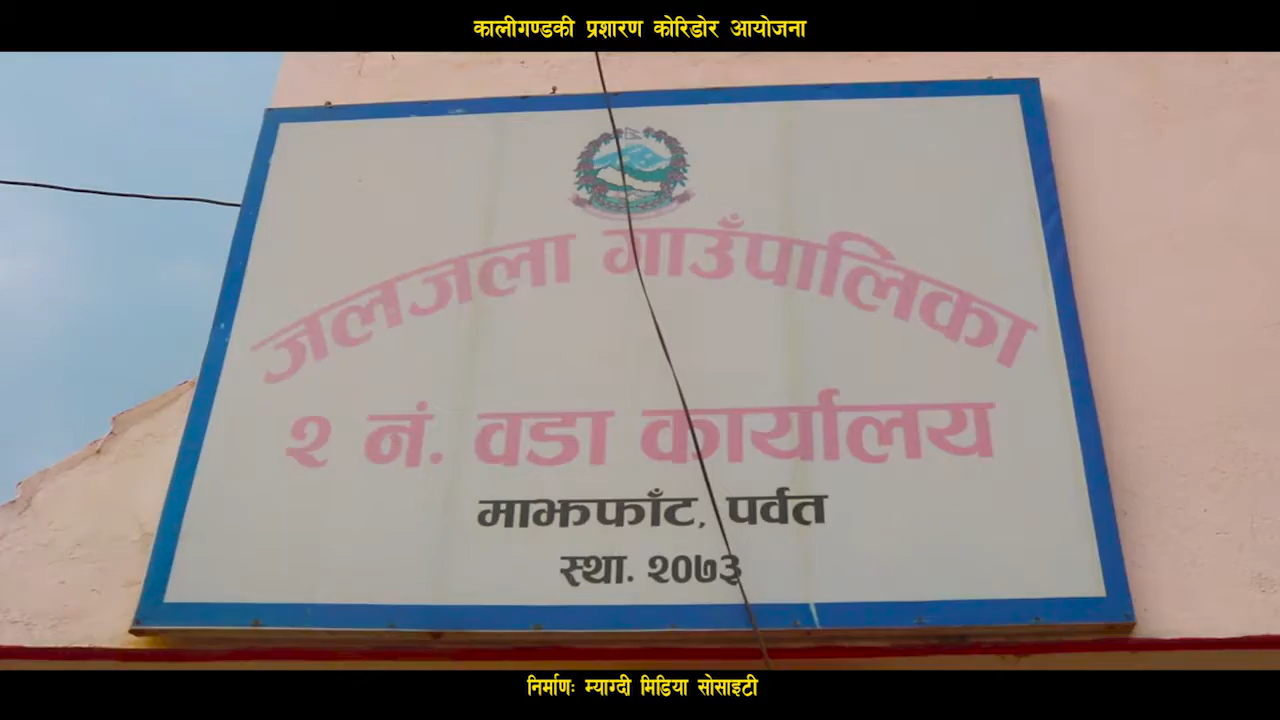 कालीगण्डकी प्रशारण कोरिडोर आयोजना
जलजला गाउँपालिका
२ नं. वडा कार्यालय
माझफाँट, पर्वत
स्था. २०७३
निर्माणः म्याग्दी मिडिया सोसाइटी